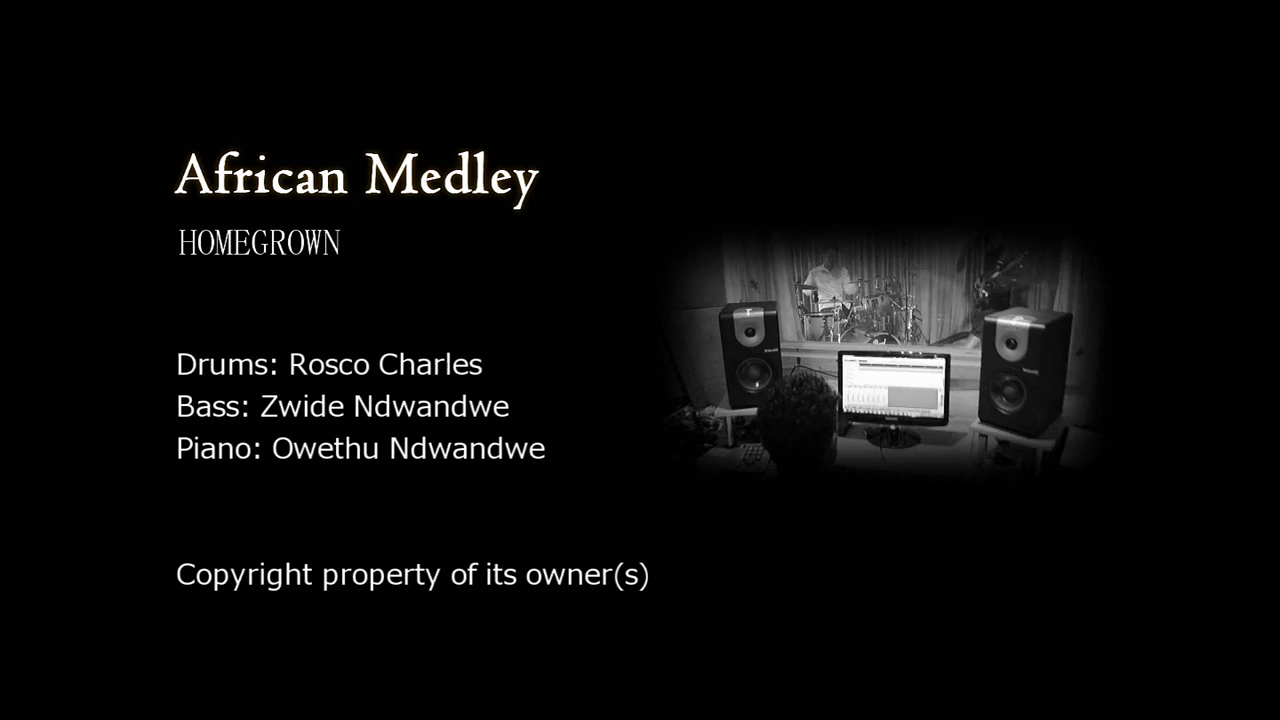 African Medley
HOMEGROWN
Drums: Rosco Charles
Bass: Zwide Ndwandwe
Piano: Owethu Ndwandwe
Copyright property of its owner(s)